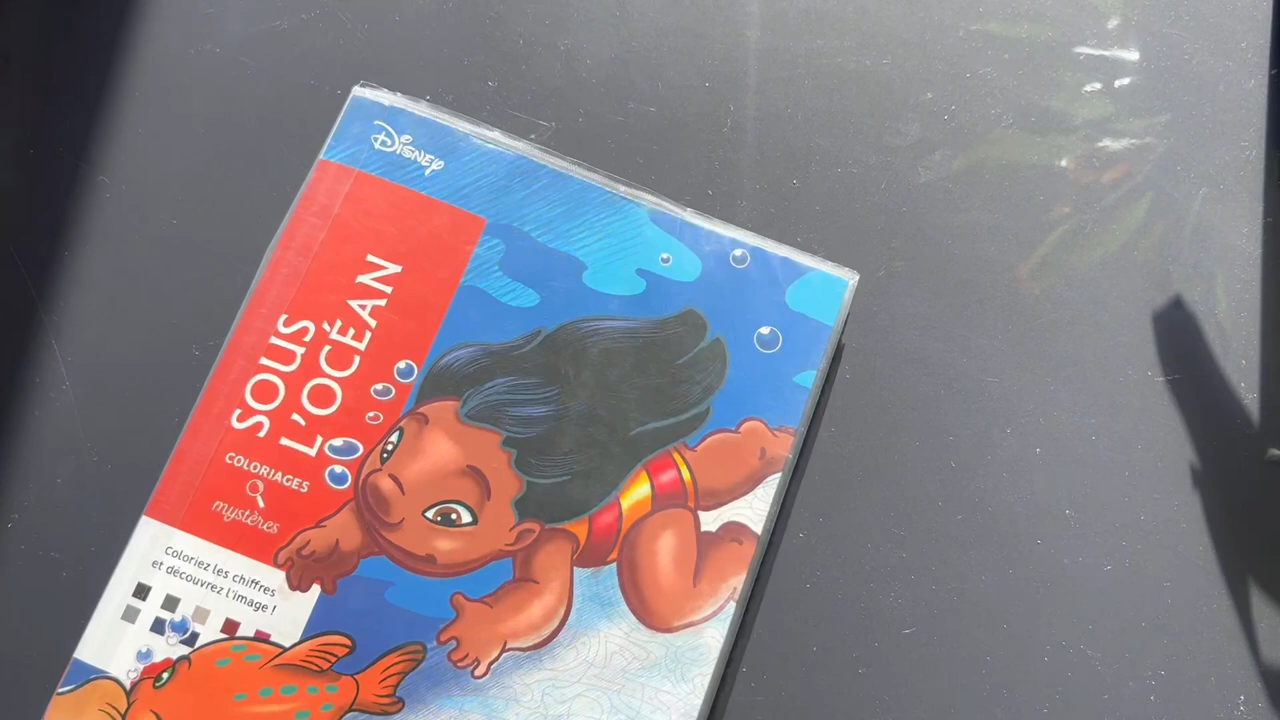 Disney
SOUS
L'OCÉAN
COLORIAGES
mystères
Coloriez les chiffres
et découvrez l'image !